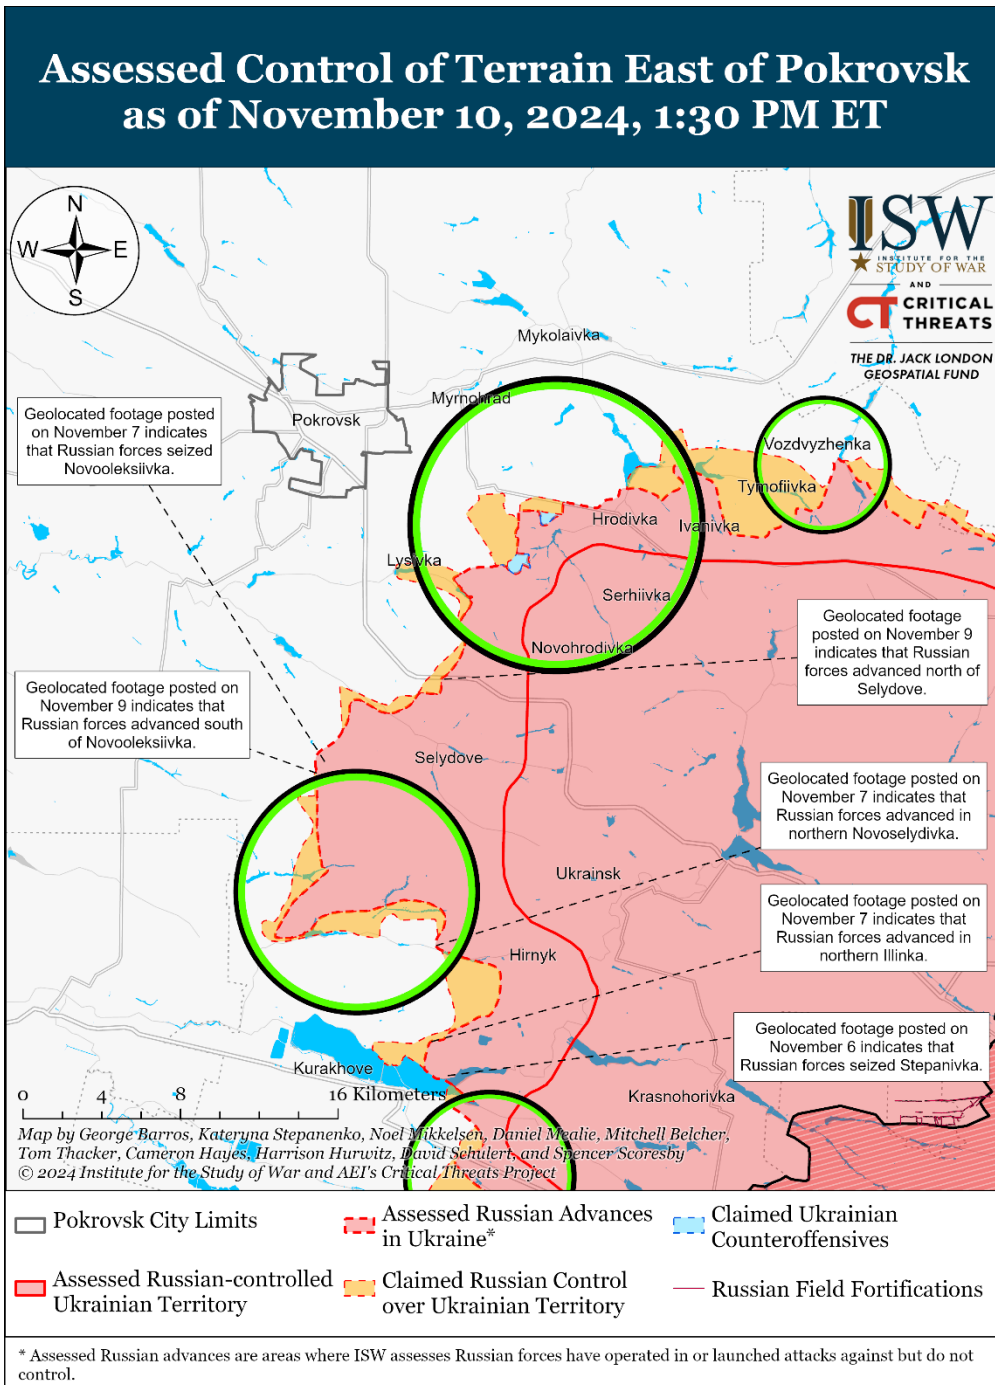 Assessed Control of Terrain East of Pokrovsk
as of November 10, 2024, 1:30 PM ET
N
W
E
S
ISW
INSTITUTE FOR THE
STUDY OF WAR
AND
CT CRITICAL
THREATS
THE DR. JACK LONDON
GEOSPATIAL FUND
Mykolaivka
Myrnohrad
Pokrovsk
Geolocated footage posted
on November 7 indicates
that Russian forces seized
Novooleksiivka.
Vozdvyzhenka
Tymofiivka
Hrodivka
Ivanivka
Lysivka
Serhiivka
Novohrodivka
Geolocated footage
posted on November 9
indicates that Russian
forces advanced north of
Selydove.
Geolocated footage posted on
November 9 indicates that
Russian forces advanced south
of Novooleksiivka.
Selydove
Geolocated footage posted on
November 7 indicates that
Russian forces advanced in
northern Novoselydivka.
Ukrainsk
Geolocated footage posted on
November 7 indicates that
Russian forces advanced in
northern Illinka.
Hirnyk
Geolocated footage posted on
November 6 indicates that
Russian forces seized Stepanivka.
Kurakhove
Krasnohorivka
0 4 8 16 Kilometers
Map by George Barros, Kateryna Stepanenko, Noel Mikkelsen, Daniel Mealie, Mitchell Belcher,
Tom Thacker, Cameron Hayes, Harrison Hurwitz, David Schulert, and Spencer Scoresby
© 2024 Institute for the Study of War and AEI's Critical Threats Project
Pokrovsk City Limits
Assessed Russian Advances
in Ukraine*
Claimed Ukrainian
Counteroffensives
Assessed Russian-controlled
Ukrainian Territory
Claimed Russian Control
over Ukrainian Territory
Russian Field Fortifications
* Assessed Russian advances are areas where ISW assesses Russian forces have operated in or launched attacks against but do not
control.